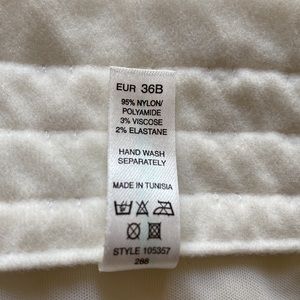 EUR 36B
95% NYLON/
POLYAMIDE
3% VISCOSE
2% ELASTANE
HAND WASH
SEPARATELY
MADE IN TUNISIA
STYLE 105357
288